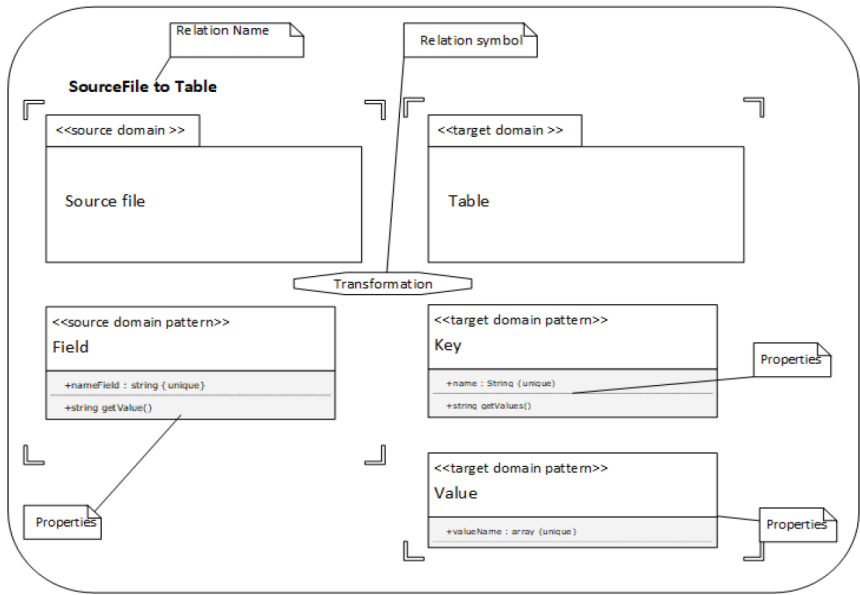 Relation Name
Relation symbol
SourceFile to Table
<<source domain >>
<<target domain >>
Source file
Table
Transformation
<<source domain pattern>>
Field
+nameField : string {unique}
+string getValue()
<<target domain pattern>>
Key
+name : String {unique}
+string getValues()
Properties
<<target domain pattern>>
Value
+valueName : array {unique}
Properties
Properties